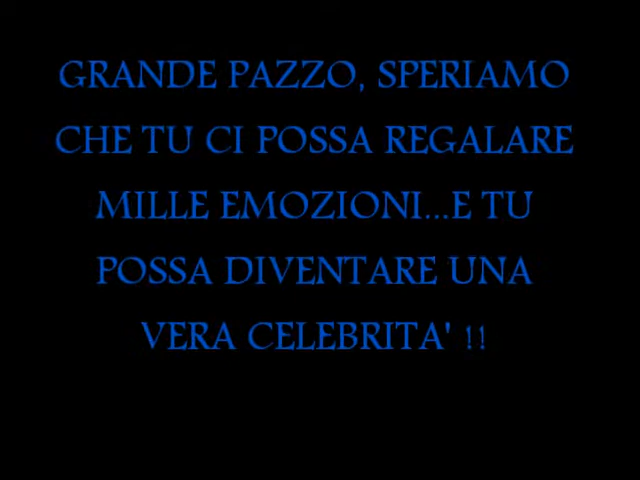 GRANDE PAZZO, SPERIAMO
CHE TU CI POSSA REGALARE
MILLE EMOZIONI...E TU
POSSA DIVENTARE UNA
VERA CELEBRITA' !!